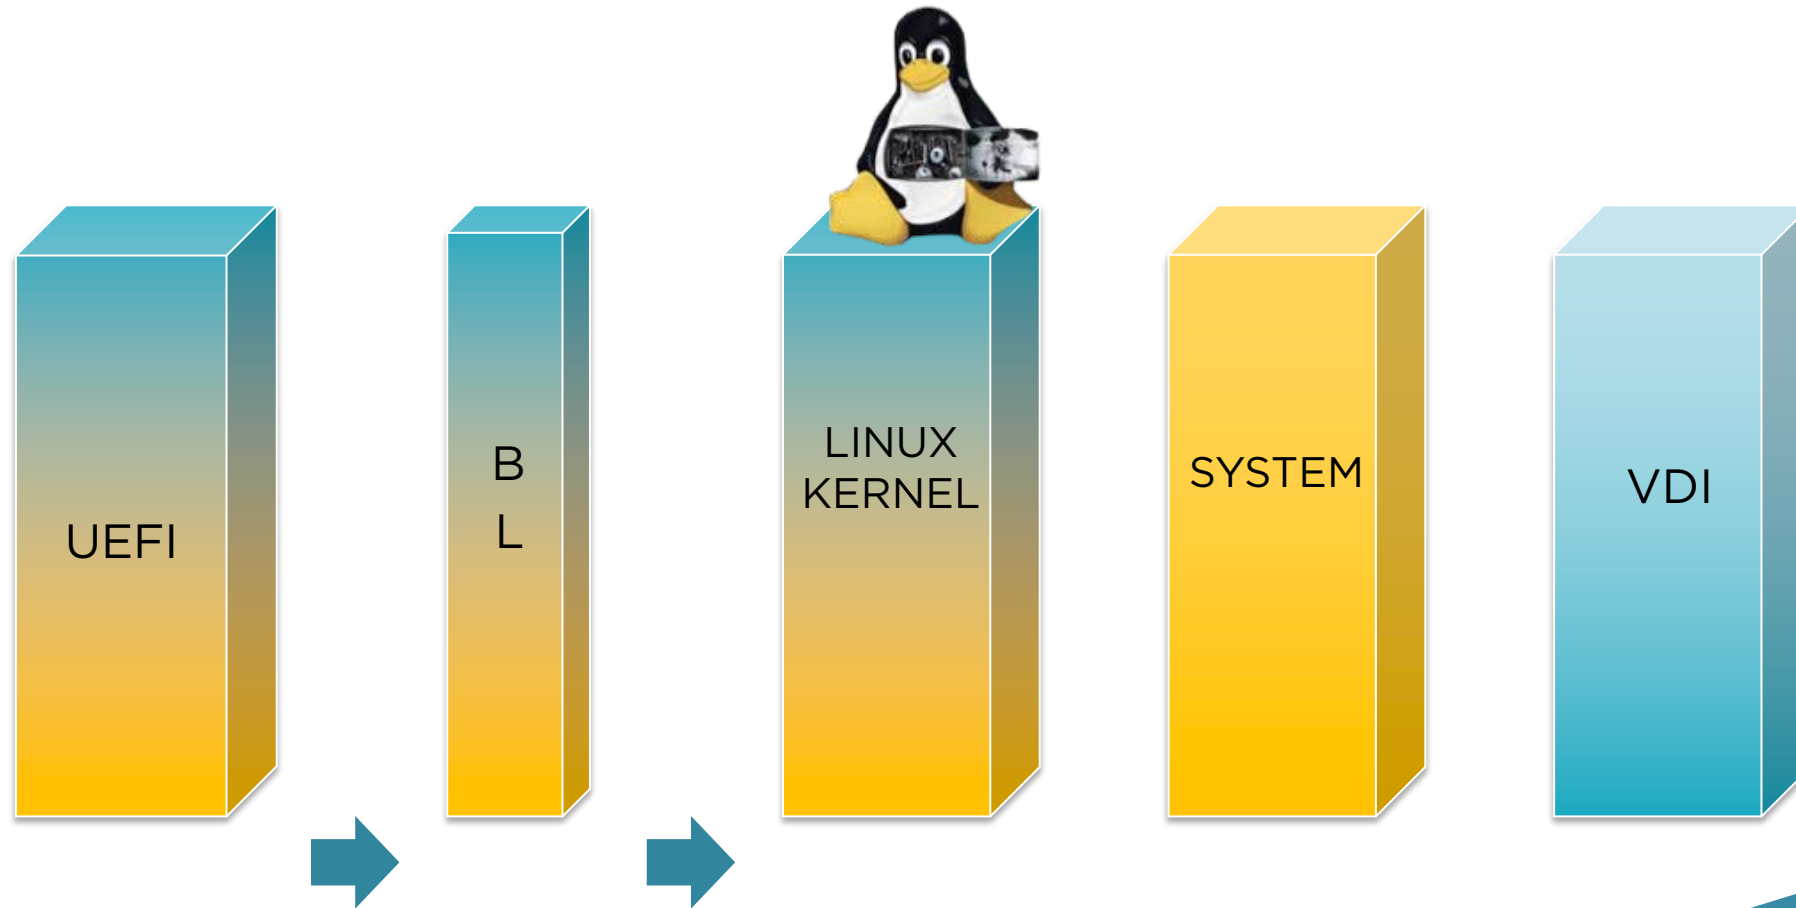 UEFI
B
L
LINUX
KERNEL
SYSTEM
VDI